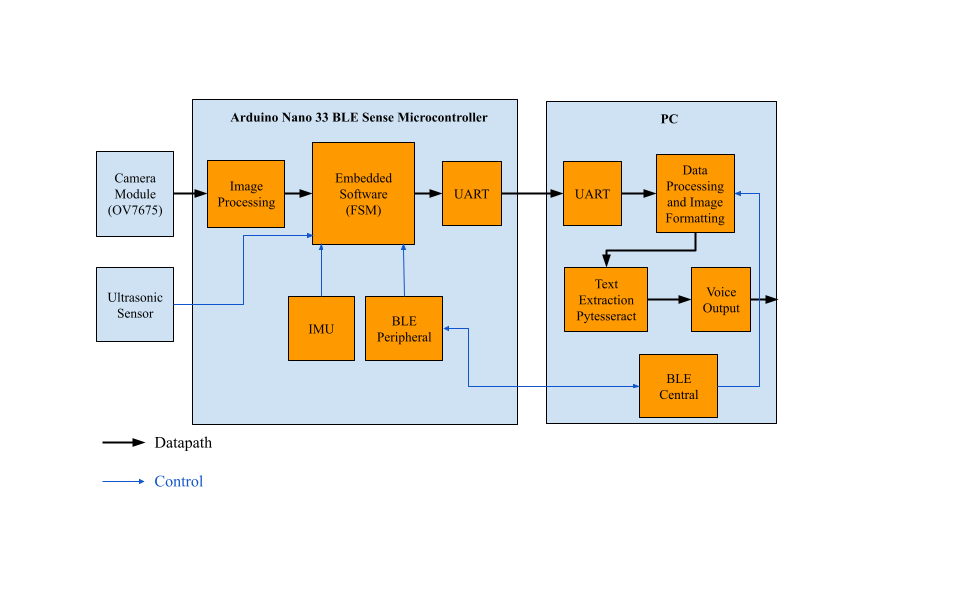 Arduino Nano 33 BLE Sense Microcontroller
PC
Camera
Module
(OV7675)
Image
Processing
Embedded
Software
(FSM)
UART
UART
Data
Processing
and Image
Formatting
Ultrasonic
Sensor
IMU
BLE
Peripheral
Text
Extraction
Pytesseract
Voice
Output
BLE
Central
Datapath
Control